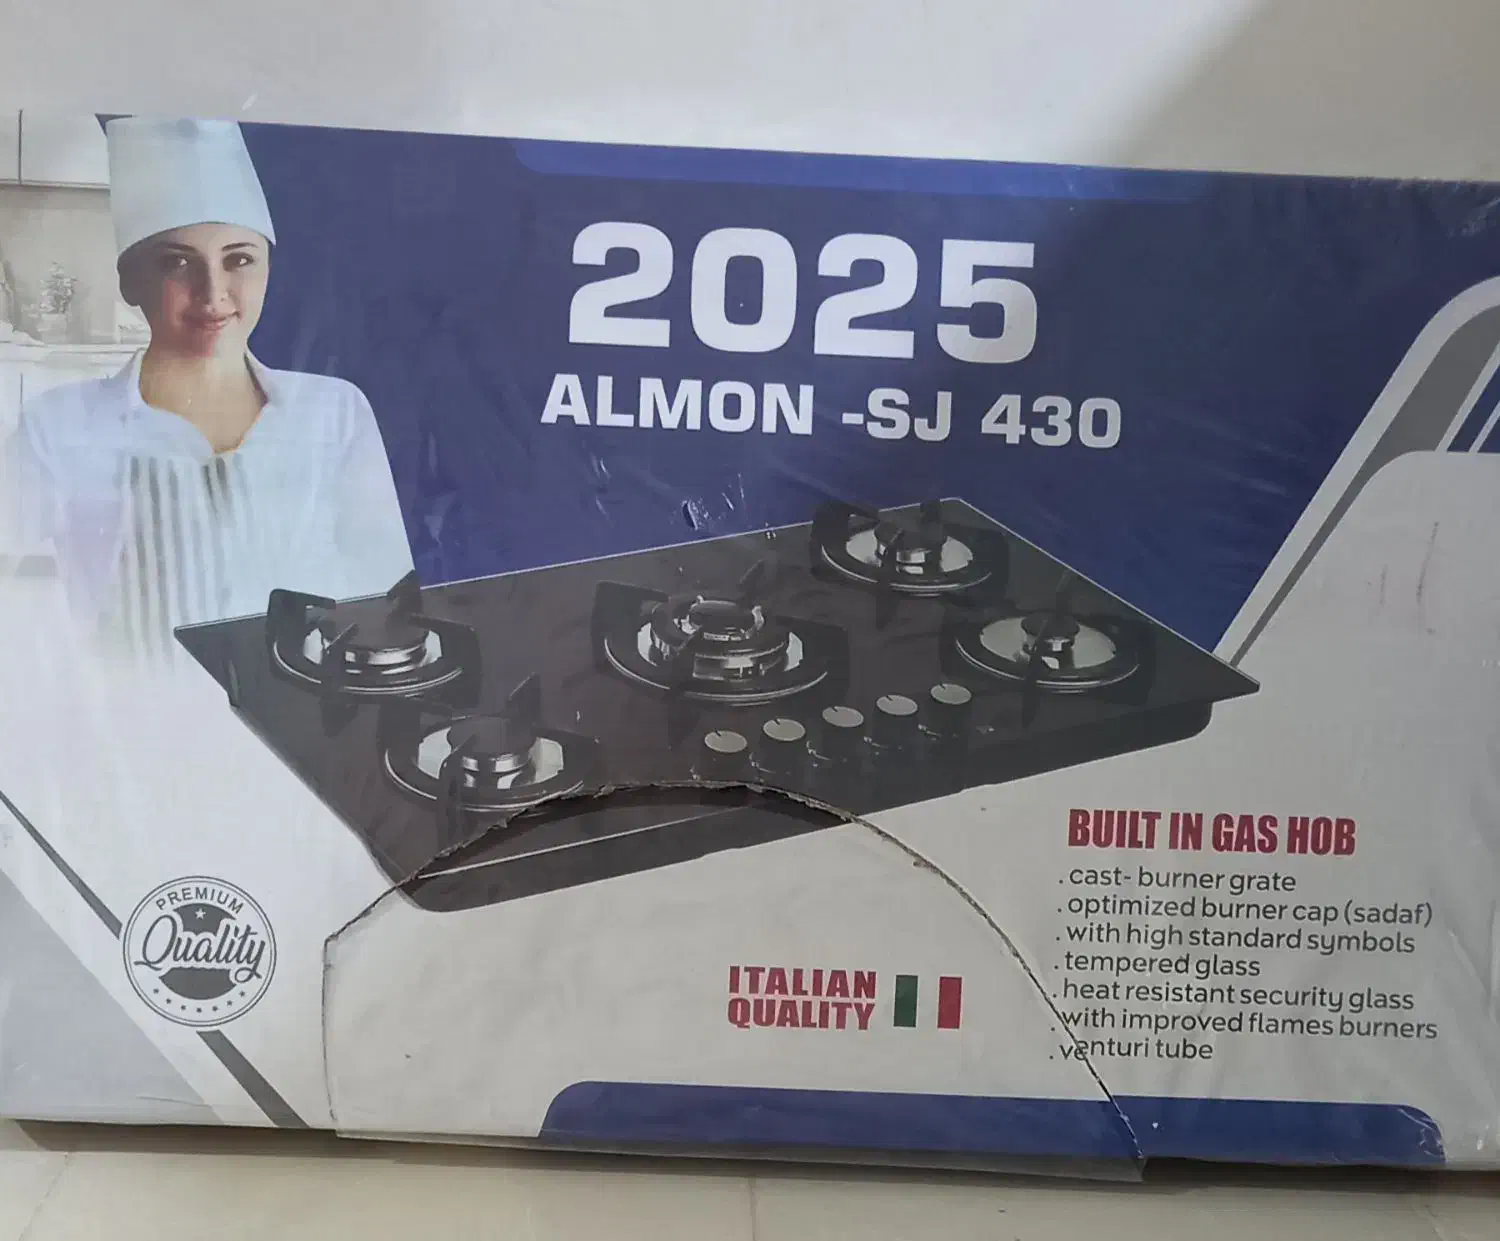 2025
ALMON -SJ 430
PREMIUM
Quality
ITALIAN
QUALITY
BUILT IN GAS HOB
. cast- burner grate
. optimized burner cap (sadaf)
. with high standard symbols
. tempered glass
. heat resistant security glass
. with improved flames burners
. venturi tube